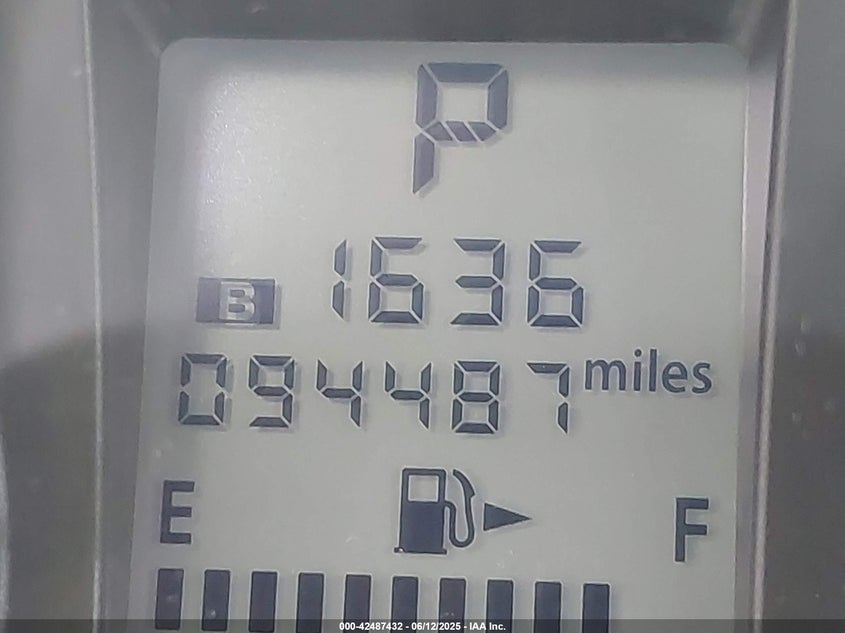 P
B 1636
094487 miles
E F
000-42487432 - 06/12/2025 - IAA Inc.